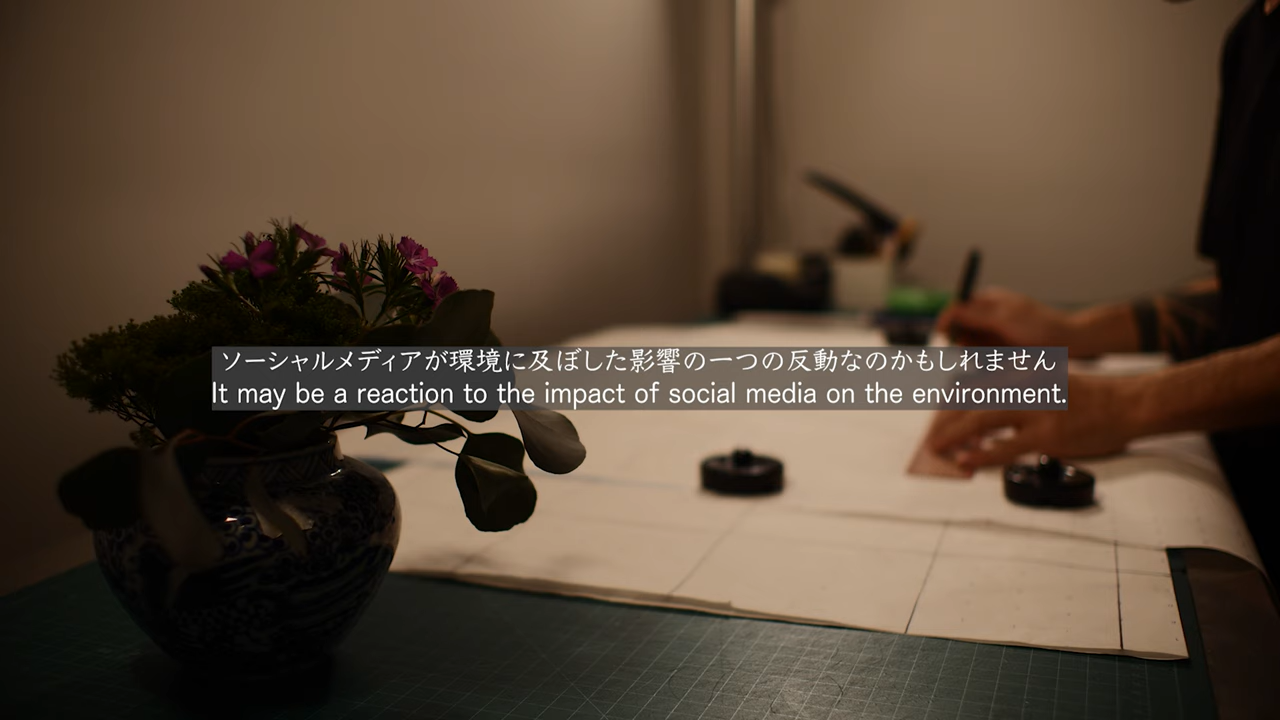 ソーシャルメディアが環境に及ぼした影響の一つの反動なのかもしれません
It may be a reaction to the impact of social media on the environment.